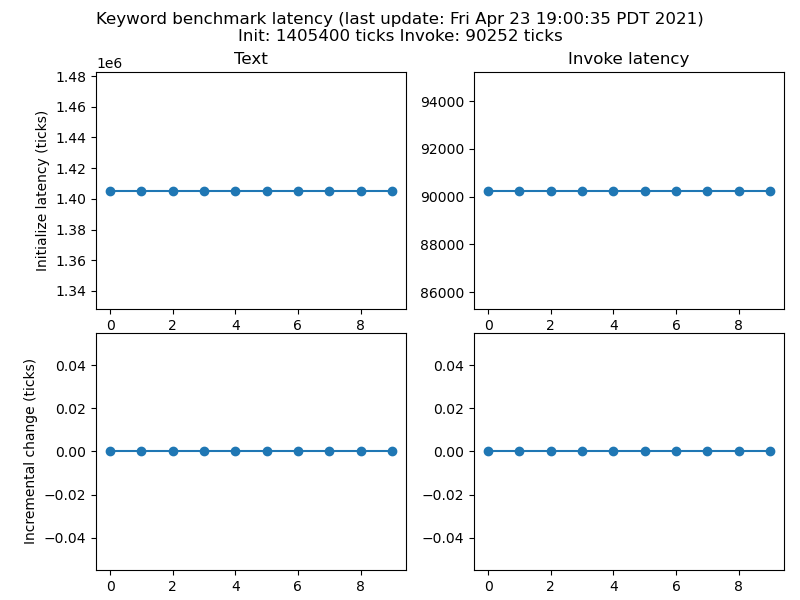 Keyword benchmark latency (last update: Fri Apr 23 19:00:35 PDT 2021)
Init: 1405400 ticks Invoke: 90252 ticks
Text
1e6
Initialize latency (ticks)
1.48
1.46
1.44
1.42
1.40
1.38
1.36
1.34
0 2 4 6 8
Invoke latency
94000
92000
90000
88000
86000
0 2 4 6 8
Incremental change (ticks)
0.04
0.02
0.00
−0.02
−0.04
0 2 4 6 8
0.04
0.02
0.00
−0.02
−0.04
0 2 4 6 8